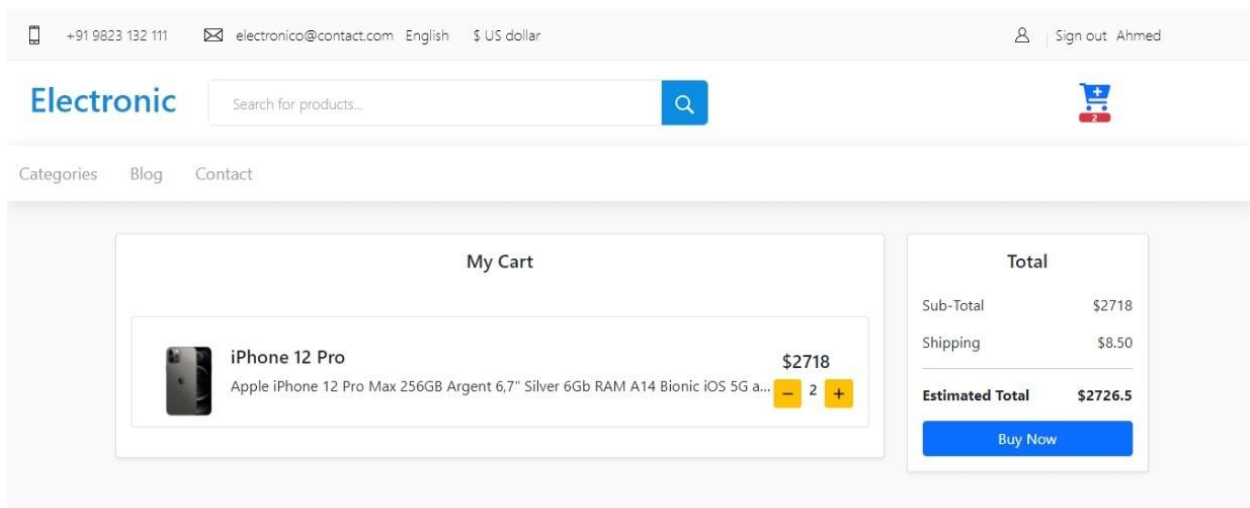 +91 9823 132 111 electronico@contact.com English $ US dollar Sign out Ahmed
Electronic Search for products... 2
Categories Blog Contact
My Cart
iPhone 12 Pro $2718
Apple iPhone 12 Pro Max 256GB Argent 6,7" Silver 6Gb RAM A14 Bionic iOS 5G a... − 2 +
Total
Sub-Total $2718
Shipping $8.50
Estimated Total $2726.5
Buy Now